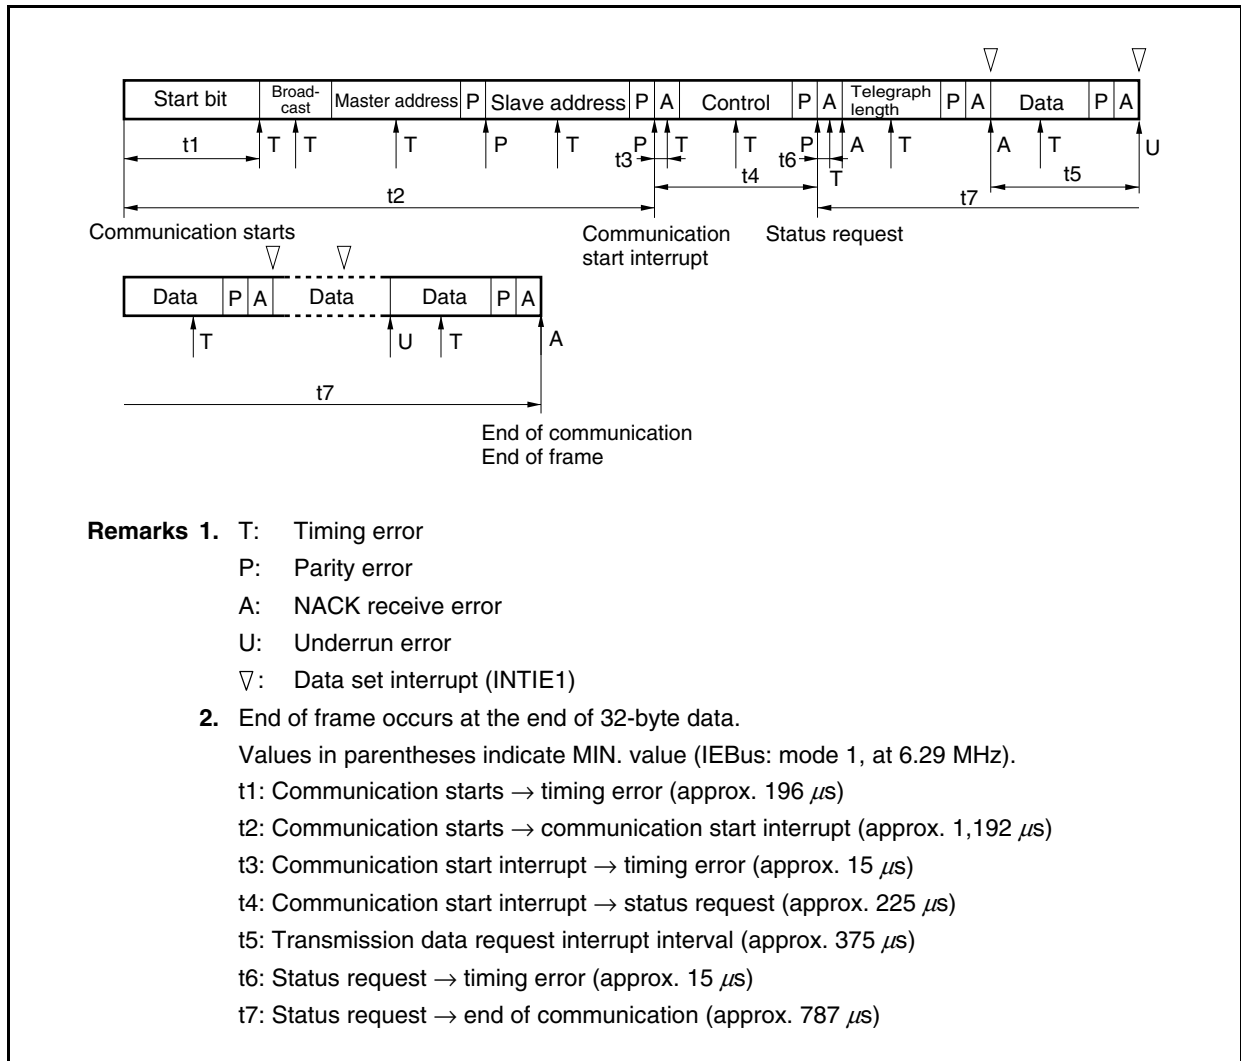 Start bit Broad- cast Master address P Slave address P A Control P A Telegraph length P A Data P A
t1 T T T P T P t3 T T P t6 T A T A T t5 U
t2 t4 t7
Communication starts Communication start interrupt Status request
Data P A Data Data P A
T U T A
t7
End of communication
End of frame
Remarks 1. T: Timing error
P: Parity error
A: NACK receive error
U: Underrun error
▽: Data set interrupt (INTIE1)
2. End of frame occurs at the end of 32-byte data.
Values in parentheses indicate MIN. value (IEBus: mode 1, at 6.29 MHz).
t1: Communication starts → timing error (approx. 196 μs)
t2: Communication starts → communication start interrupt (approx. 1,192 μs)
t3: Communication start interrupt → timing error (approx. 15 μs)
t4: Communication start interrupt → status request (approx. 225 μs)
t5: Transmission data request interrupt interval (approx. 375 μs)
t6: Status request → timing error (approx. 15 μs)
t7: Status request → end of communication (approx. 787 μs)